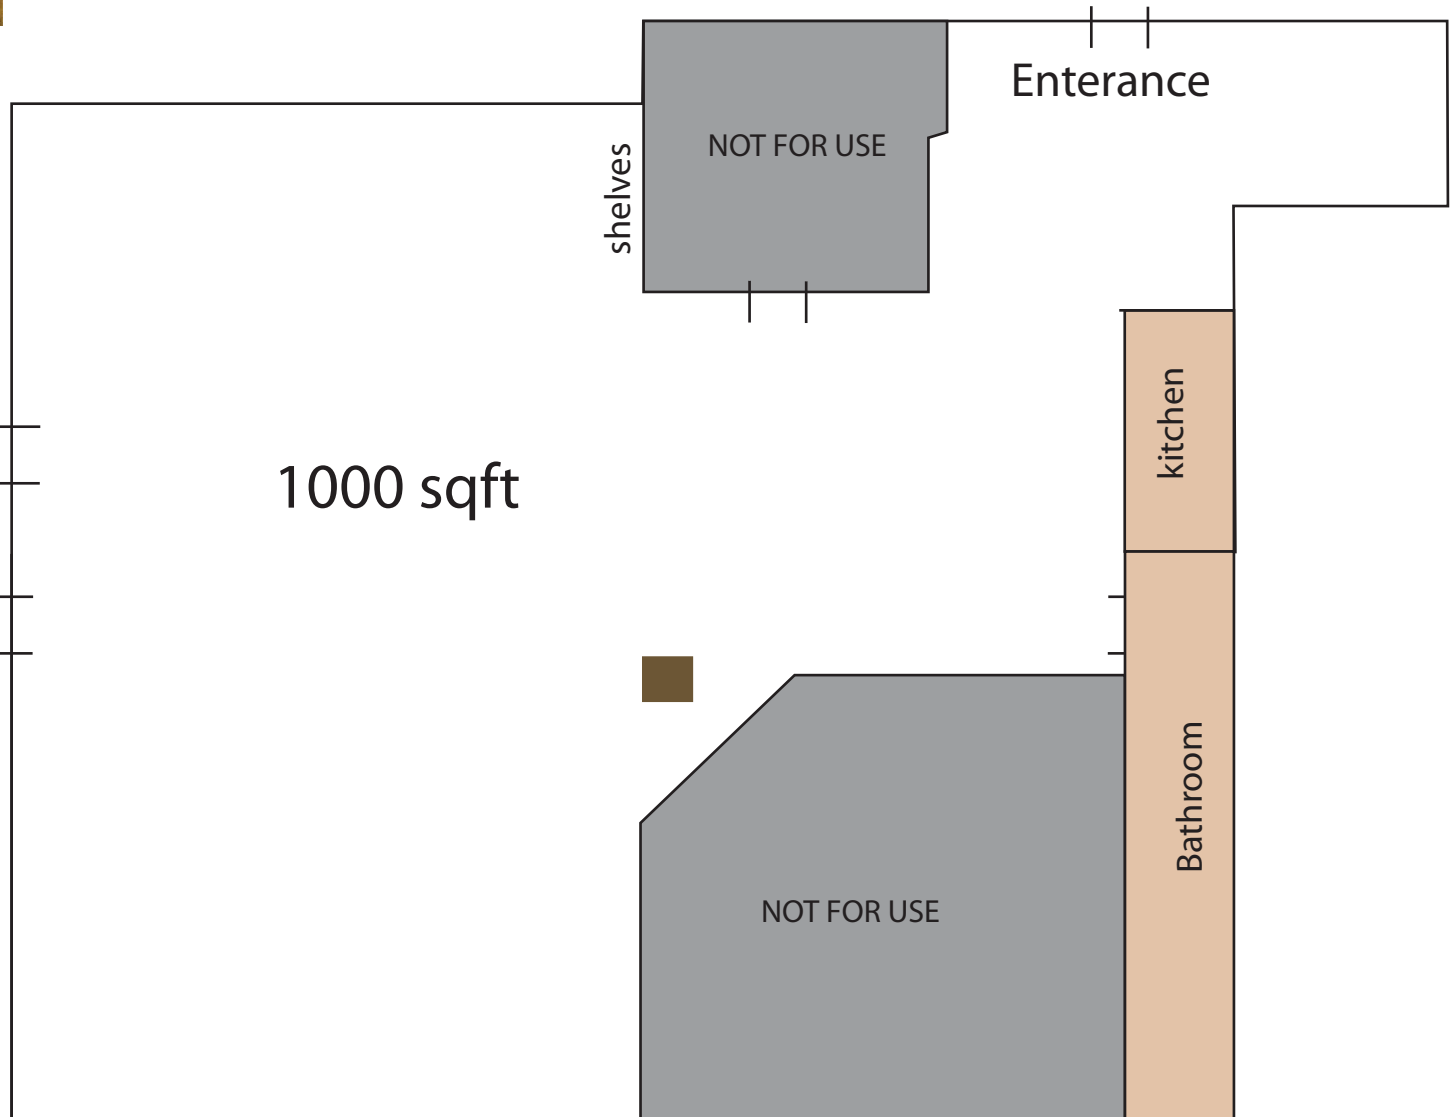 Enterance
NOT FOR USE
shelves
kitchen
1000 sqft
Bathroom
NOT FOR USE